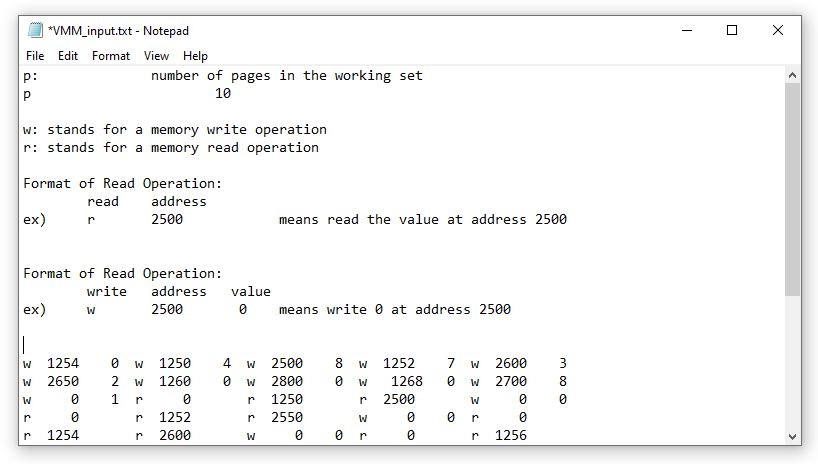 *VMM_input.txt - Notepad
File Edit Format View Help
p: number of pages in the working set
p 10
w: stands for a memory write operation
r: stands for a memory read operation
Format of Read Operation:
read address
ex) r 2500 means read the value at address 2500
Format of Read Operation:
write address value
ex) w 2500 0 means write 0 at address 2500
w 1254 0 w 1250 4 w 2500 8 w 1252 7 w 2600 3
w 2650 2 w 1260 0 w 2800 0 w 1268 0 w 2700 8
w 0 1 r 0 r 1250 r 2500 w 0 0
r 0 r 1252 r 2550 w 0 0 r 0
r 1254 r 2600 w 0 0 r 0 r 1256